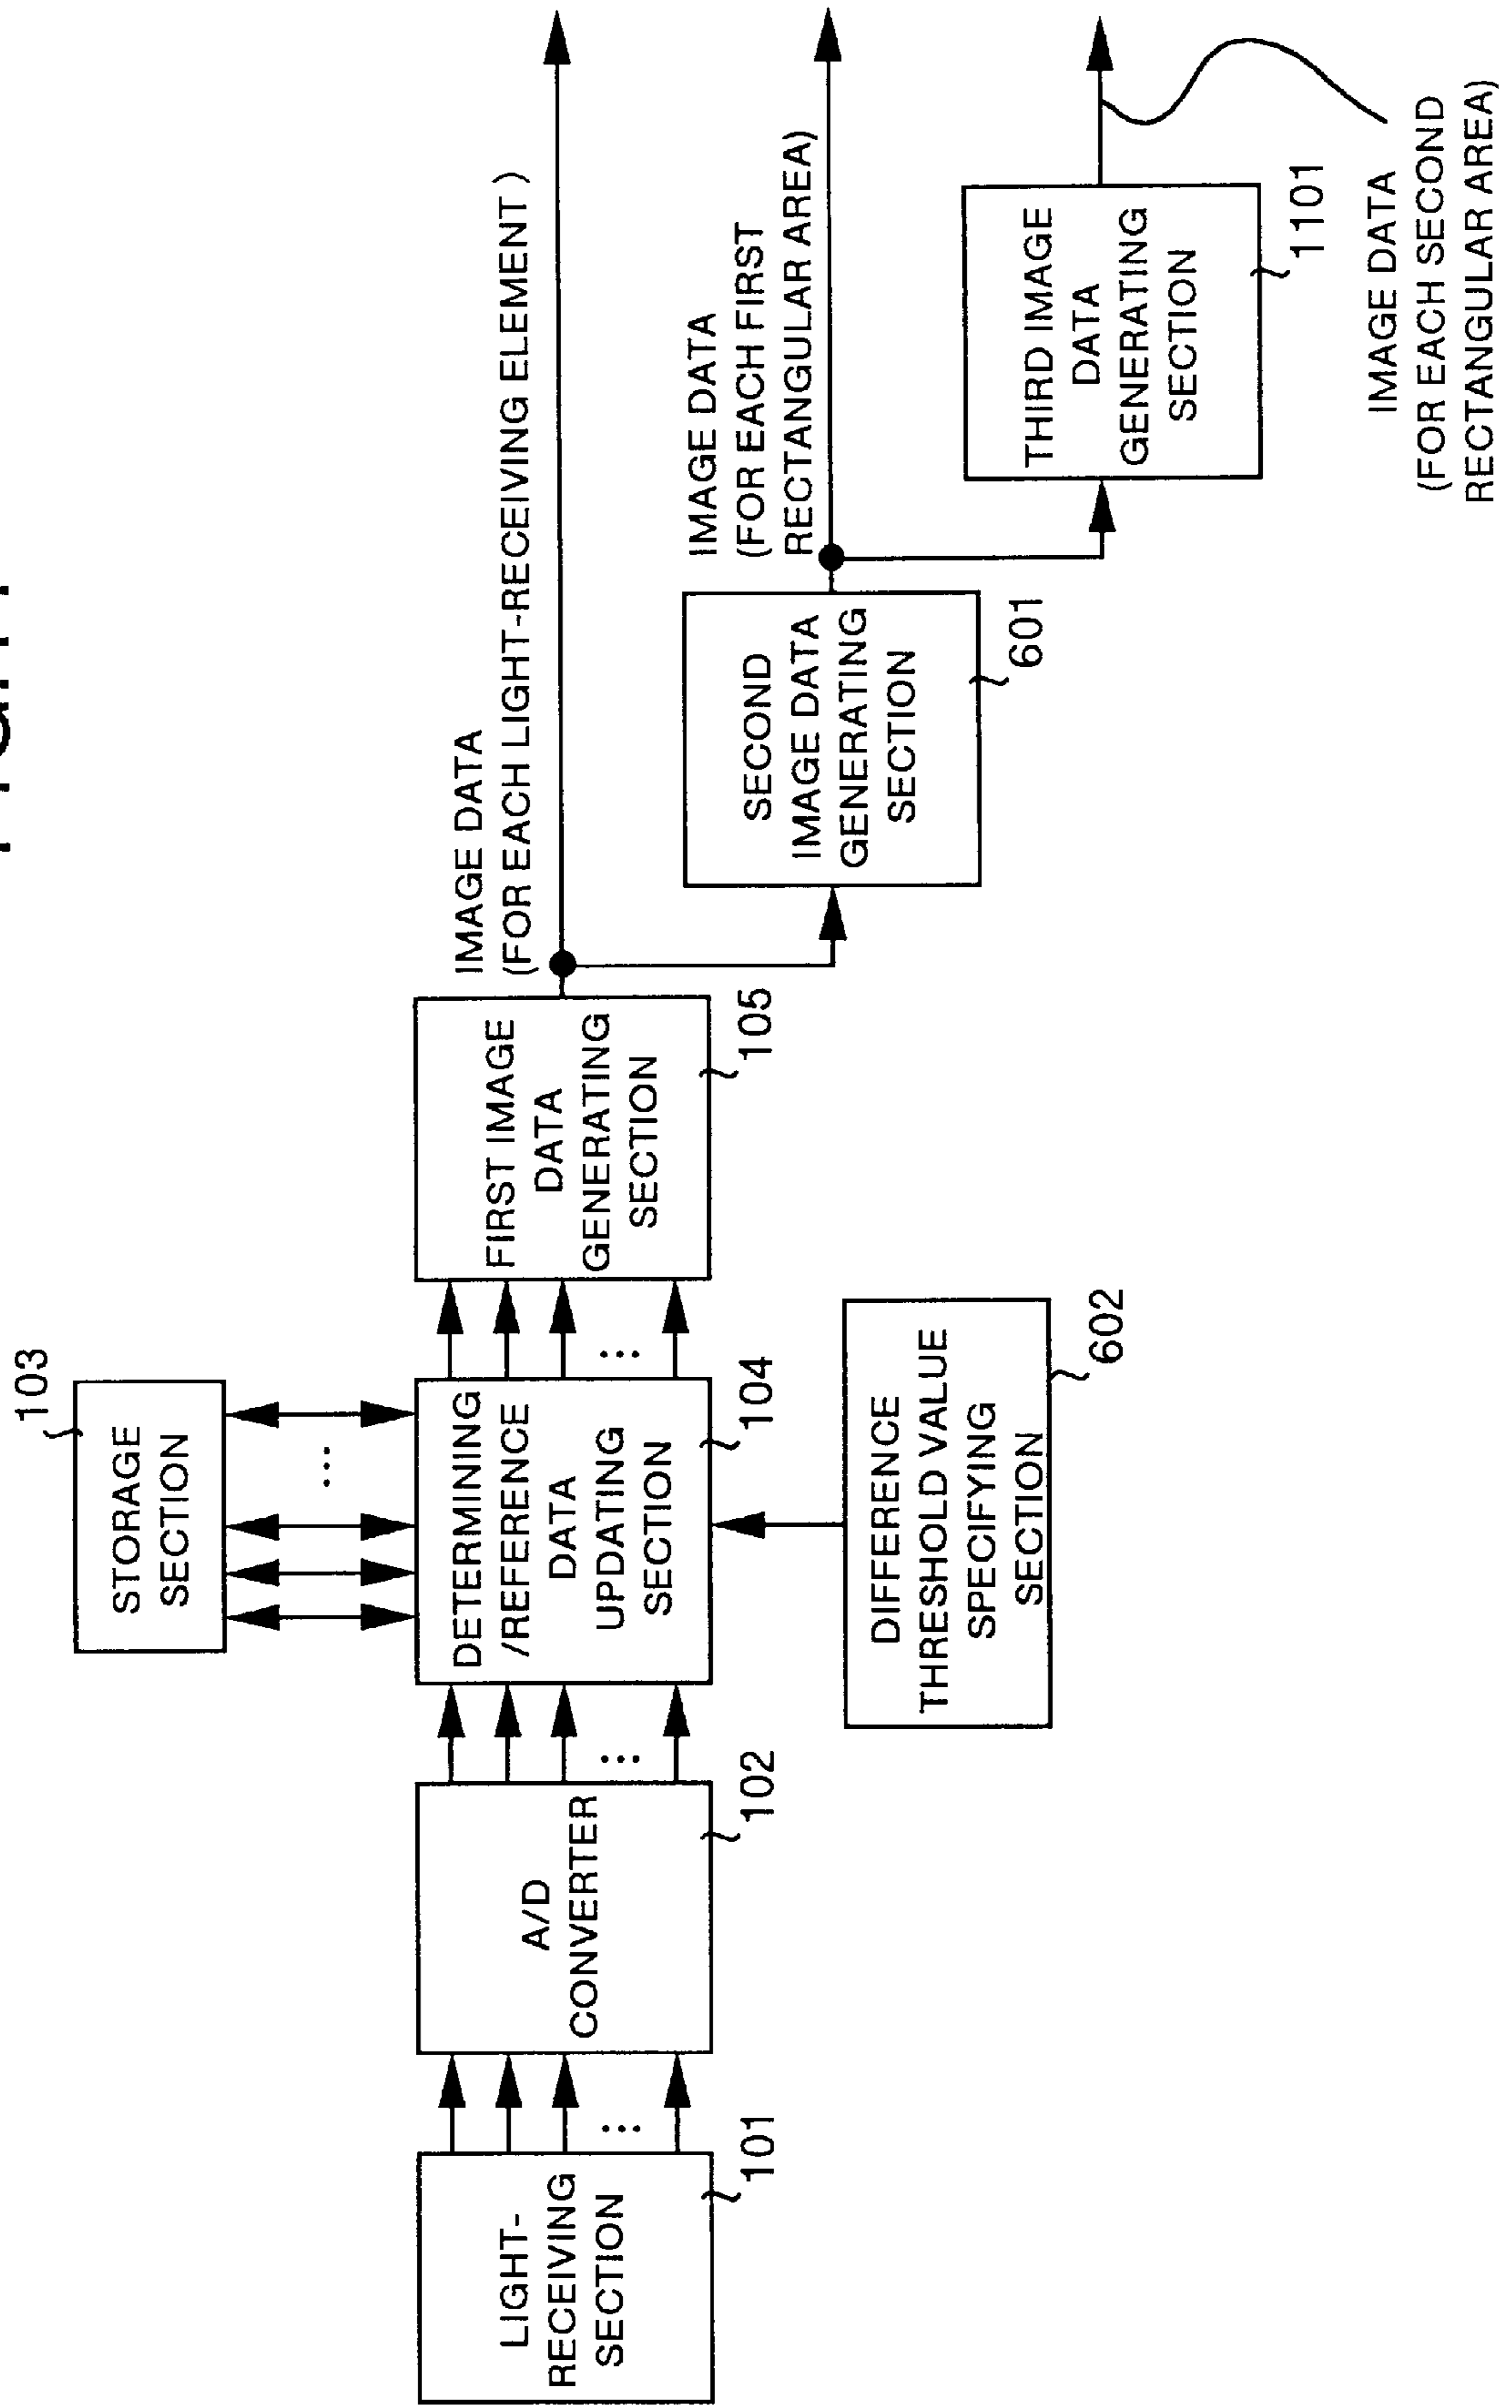 STORAGE
SECTION
103
LIGHT-
RECEIVING
SECTION
101
A/D
CONVERTER
102
DETERMINING
/REFERENCE
DATA
UPDATING
SECTION
104
DIFFERENCE
THRESHOLD VALUE
SPECIFYING
SECTION
602
FIRST IMAGE
DATA
GENERATING
SECTION
105
IMAGE DATA
(FOR EACH LIGHT-RECEIVING ELEMENT)
SECOND
IMAGE DATA
GENERATING
SECTION
601
IMAGE DATA
(FOR EACH FIRST
RECTANGULAR AREA)
THIRD IMAGE
DATA
GENERATING
SECTION
1101
IMAGE DATA
(FOR EACH SECOND
RECTANGULAR AREA)